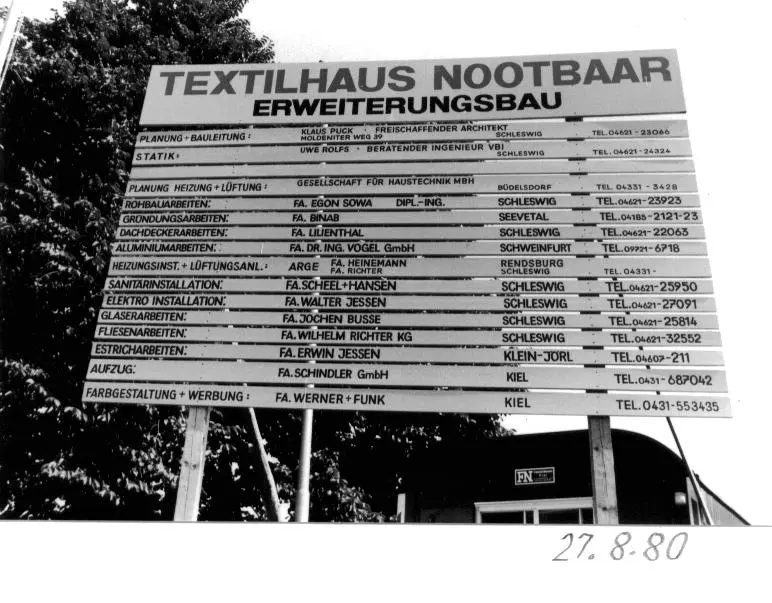 TEXTILHAUS NOOTBAAR
ERWEITERUNGSBAU
PLANUNG + BAULEITUNG: KLAUS PUCK · FREISCHAFFENDER ARCHITEKT
MOLDENITER WEG 39 SCHLESWIG TEL. 04621 - 23066
STATIK: UWE ROLFS · BERATENDER INGENIEUR VBI
SCHLESWIG TEL. 04621 - 24324
PLANUNG HEIZUNG + LÜFTUNG: GESELLSCHAFT FÜR HAUSTECHNIK MBH BÜDELSDORF TEL. 04331 - 3428
ROHBAUARBEITEN: FA. EGON SOWA DIPL.-ING. SCHLESWIG TEL. 04621-23923
GRÜNDUNGSARBEITEN: FA. BINAB SEEVETAL TEL. 04185-2121-23
DACHDECKERARBEITEN: FA. LILIENTHAL SCHLESWIG TEL. 04621-22063
ALUMINIUMARBEITEN: FA. DR. ING. VOGEL GmbH SCHWEINFURT TEL. 09721-6718
HEIZUNGSINST. + LÜFTUNGSANL.: ARGE FA. HEINEMANN RENDSBURG
FA. RICHTER SCHLESWIG TEL. 04331 -
SANITÄRINSTALLATION: FA. SCHEEL+HANSEN SCHLESWIG TEL. 04621-25950
ELEKTRO INSTALLATION: FA. WALTER JESSEN SCHLESWIG TEL. 04621-27091
GLASERARBEITEN: FA. JOCHEN BUSSE SCHLESWIG TEL. 04621-25814
FLIESENARBEITEN: FA. WILHELM RICHTER KG SCHLESWIG TEL. 04621-32552
ESTRICHARBEITEN: FA. ERWIN JESSEN KLEIN-JÖRL TEL. 04607-211
AUFZUG: FA. SCHINDLER GmbH KIEL TEL. 0431-687042
FARBGESTALTUNG + WERBUNG: FA. WERNER + FUNK KIEL TEL. 0431-553435
FN
27. 8. 80